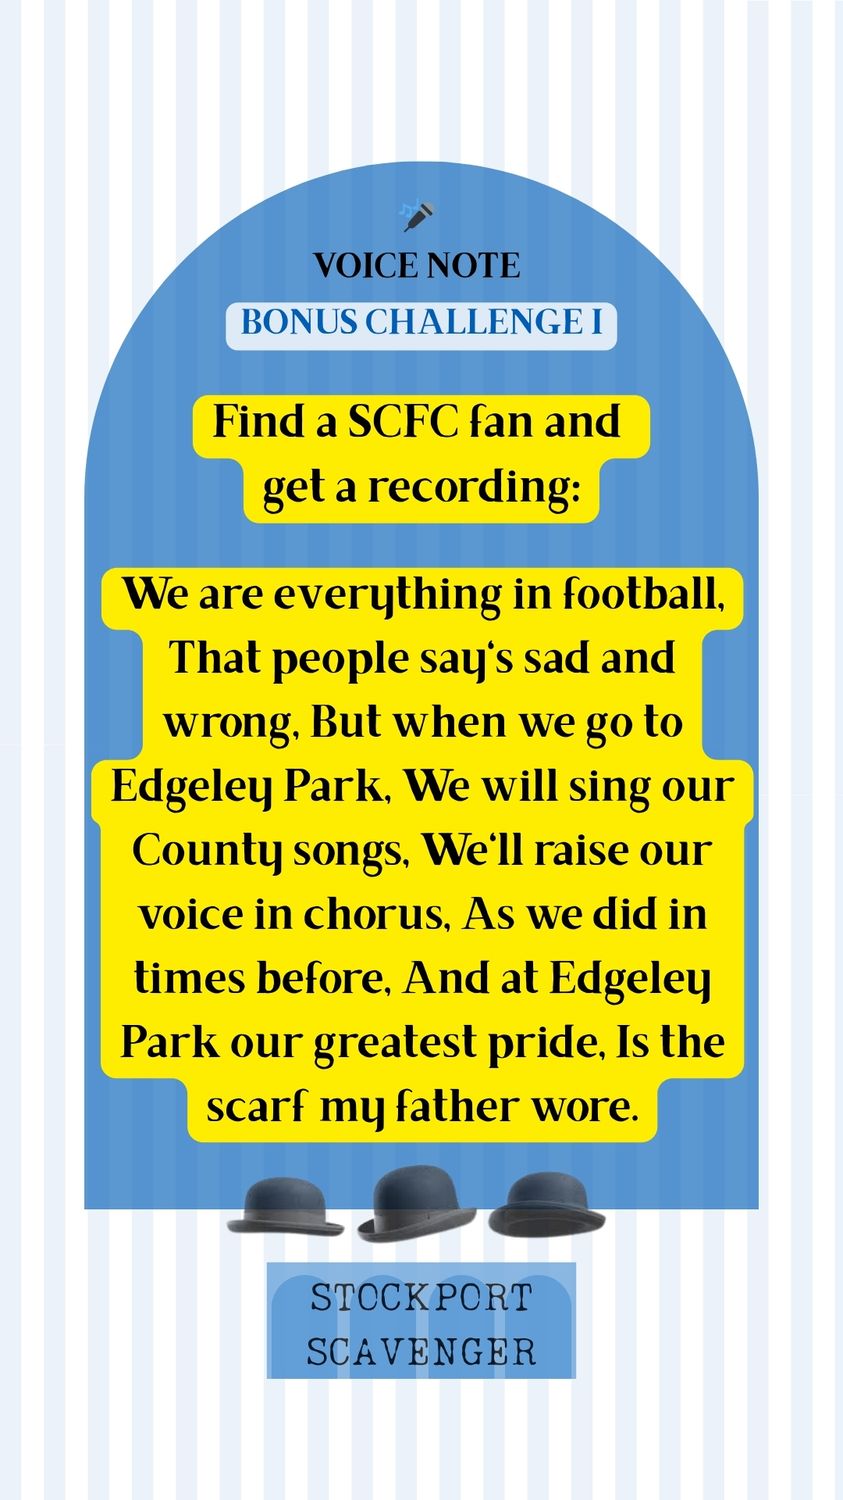 VOICE NOTE
BONUS CHALLENGE I
Find a SCFC fan and
get a recording:
We are everything in football,
That people say‘s sad and
wrong, But when we go to
Edgeley Park, We will sing our
County songs, We‘ll raise our
voice in chorus, As we did in
times before, And at Edgeley
Park our greatest pride, Is the
scarf my father wore.
STOCKPORT
SCAVENGER